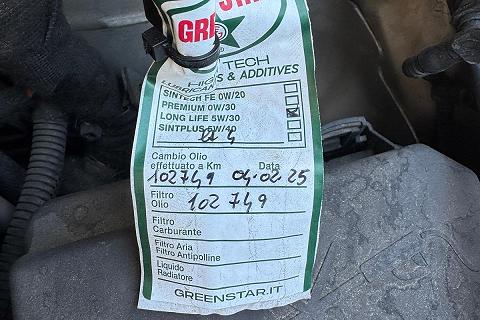 TECH
LUBRICAN
& ADDITIVES
SINTECH FE 0W/20
PREMIUM 0W/30
LONG LIFE 5W/30
SINTPLUS 5W/40
Cambio Olio
effettuato a Km Data
102749 04.02.25
Filtro
Olio 102749
Filtro
Carburante
Filtro Aria
Filtro Antipolline
Liquido
Radiatore
GREENSTAR.IT